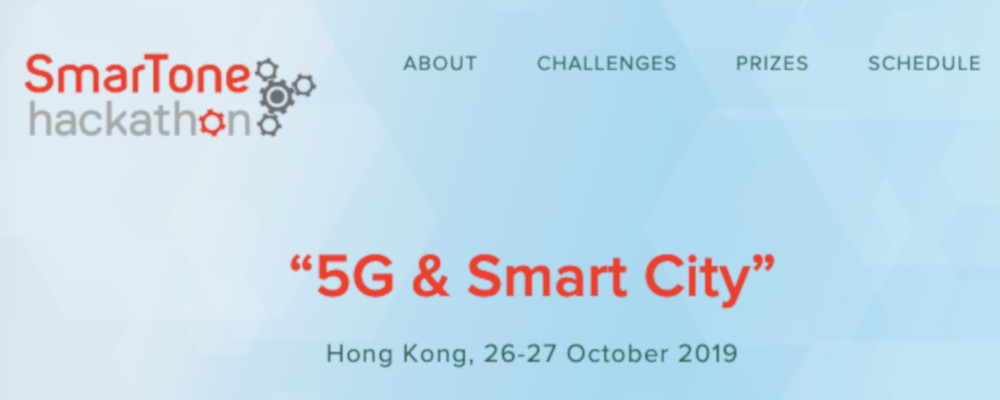 SmarTone
hackathon
ABOUT CHALLENGES PRIZES SCHEDULE
“5G & Smart City”
Hong Kong, 26-27 October 2019